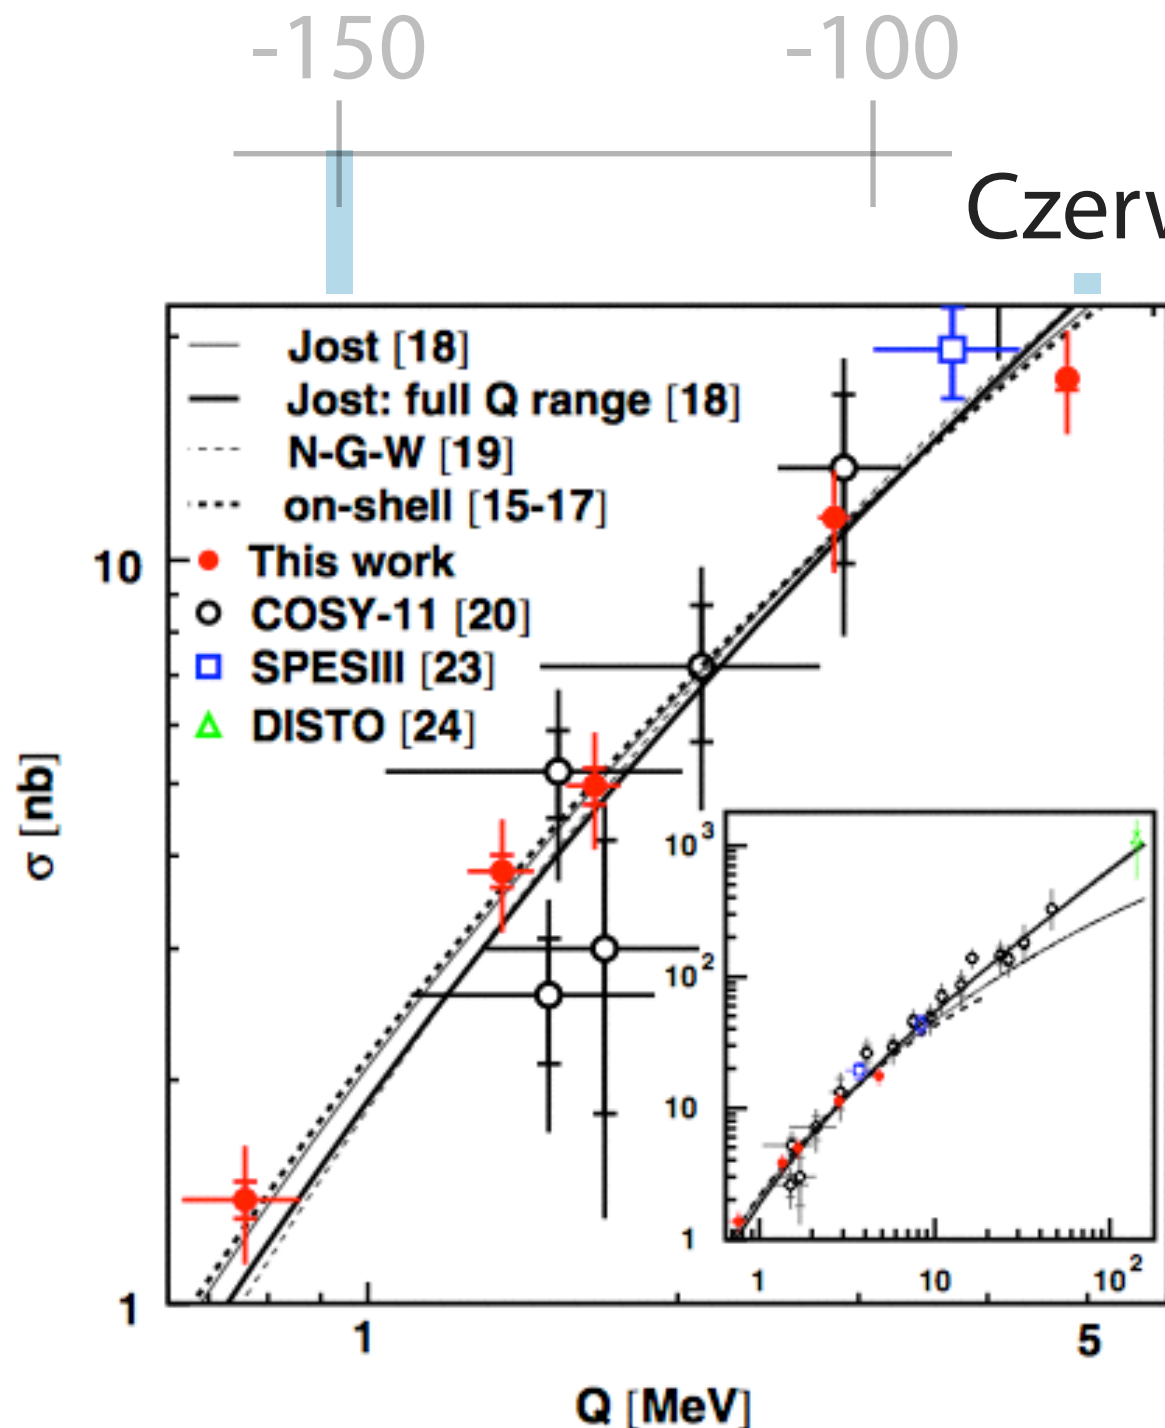 -150 -100
Czerw
Jost [18]
Jost: full Q range [18]
N-G-W [19]
on-shell [15-17]
This work
COSY-11 [20]
SPESIII [23]
DISTO [24]
10
1
σ [nb]
1 5
Q [MeV]
10³
10²
10
1
1 10 10²